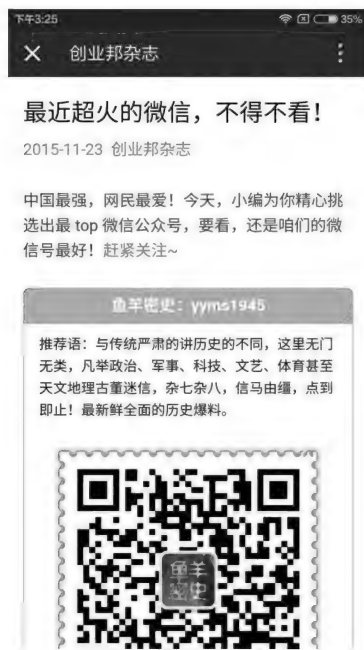 下午3:25
35%
创业邦杂志
最近超火的微信，不得不看！
2015-11-23 创业邦杂志
中国最强，网民最爱！今天，小编为你精心挑
选出最 top 微信公众号，要看，还是咱们的微
信号最好！赶紧关注~
鱼羊密史：yyms1945
推荐语：与传统严肃的讲历史的不同，这里无门
无类，凡举政治、军事、科技、文艺、体育甚至
天文地理古董迷信，杂七杂八，信马由缰，点到
即止！最新鲜全面的历史爆料。
鱼羊
密史